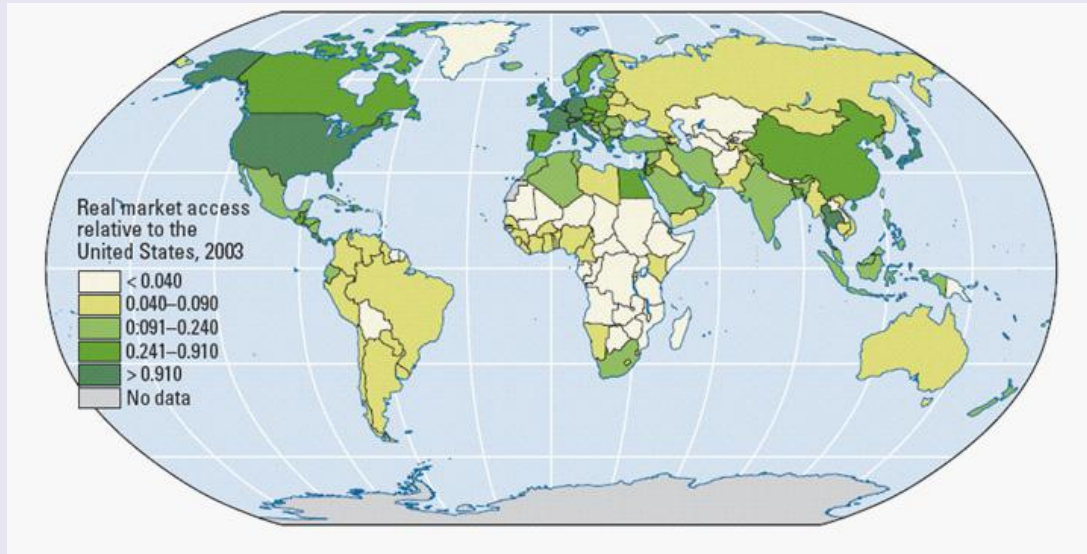 Real market access
relative to the
United States, 2003
< 0.040
0.040–0.090
0:091–0.240
0.241–0.910
> 0.910
No data